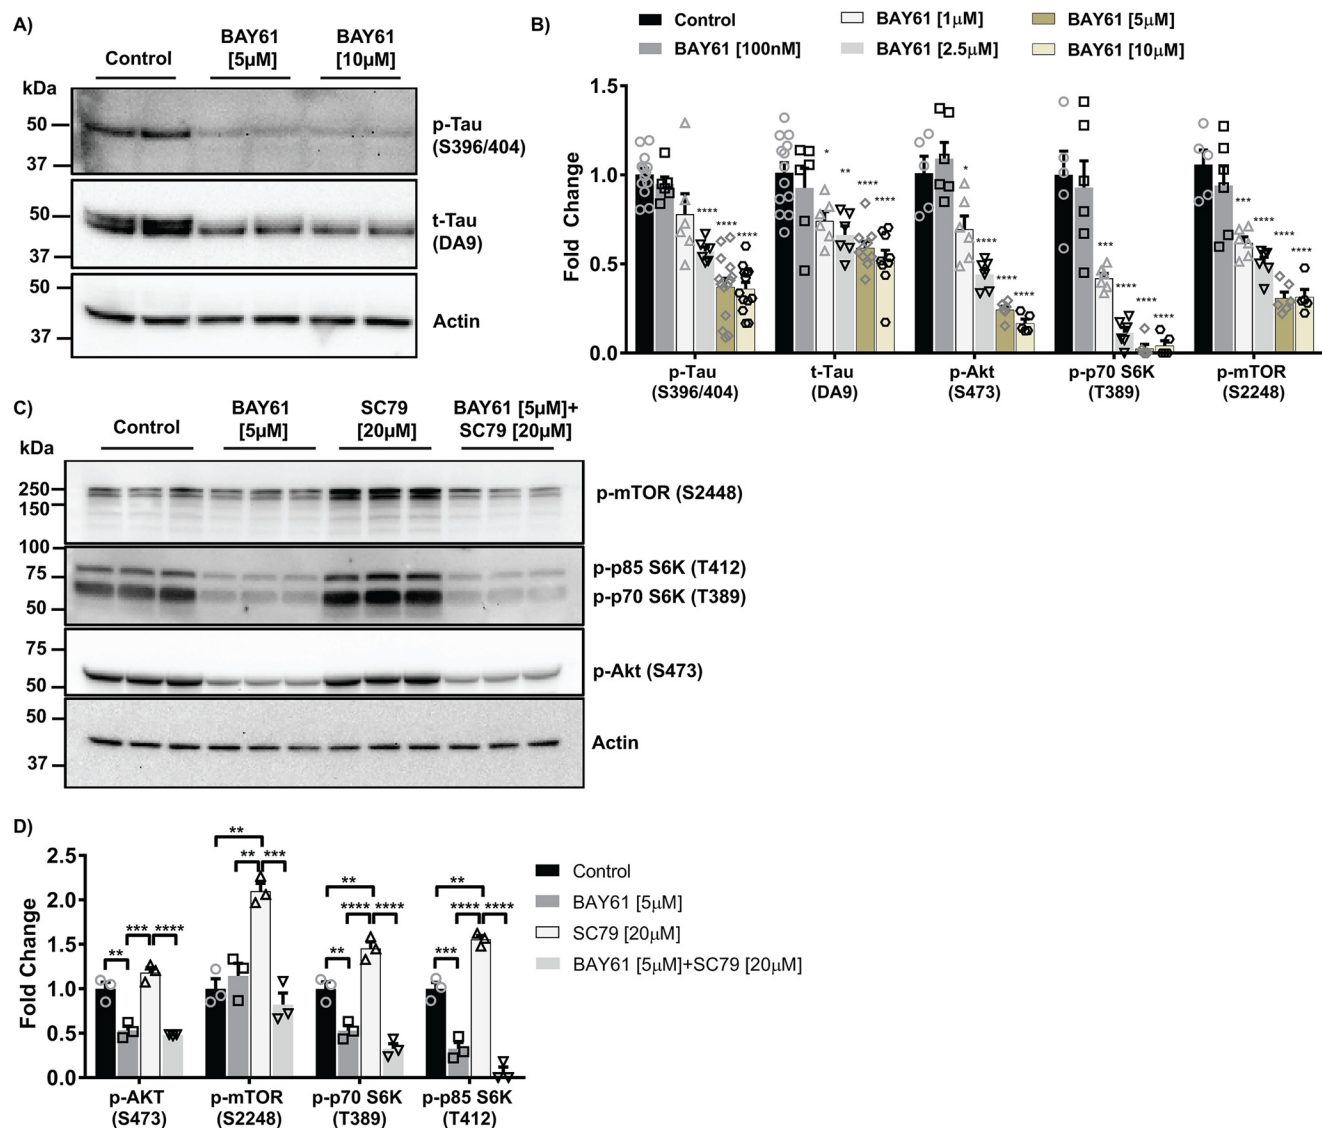 A)
Control
BAY61
[5µM]
BAY61
[10µM]
kDa
50
37
p-Tau
(S396/404)
50
37
t-Tau
(DA9)
50
37
Actin
B)
Control
BAY61 [100nM]
BAY61 [1µM]
BAY61 [2.5µM]
BAY61 [5µM]
BAY61 [10µM]
Fold Change
1.5
1.0
0.5
0.0
**** **** ****
* ** **** ****
* **** **** ****
*** **** **** ****
*** **** **** ****
p-Tau
(S396/404)
t-Tau
(DA9)
p-Akt
(S473)
p-p70 S6K
(T389)
p-mTOR
(S2248)
C)
Control
BAY61
[5µM]
SC79
[20µM]
BAY61 [5µM]+
SC79 [20µM]
kDa
250
150
p-mTOR (S2448)
100
75
50
p-p85 S6K (T412)
p-p70 S6K (T389)
75
50
p-Akt (S473)
50
37
Actin
D)
Fold Change
2.5
2.0
1.5
1.0
0.5
0.0
** *** ****
** ** ***
** ** **** ****
** *** **** ****
p-AKT
(S473)
p-mTOR
(S2248)
p-p70 S6K
(T389)
p-p85 S6K
(T412)
Control
BAY61 [5µM]
SC79 [20µM]
BAY61 [5µM]+SC79 [20µM]